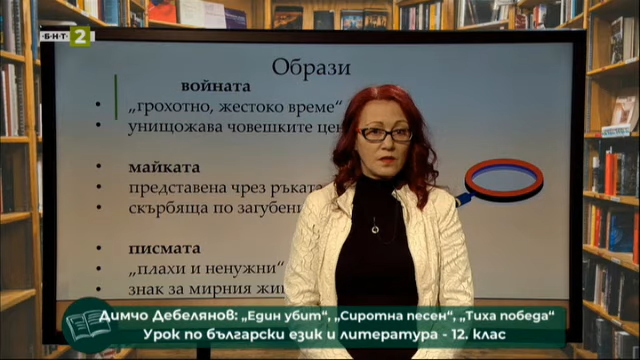 БНТ 2
Образи
войната
• „грохотно, жестоко време“
• унищожава човешките цен
• майката
• представена чрез ръката
• скърбяща по загубени
• писмата
• „плахи и ненужни“
• знак за мирния жив
Димчо Дебелянов: „Един убит“, „Сиротна песен“, „Тиха победа“
Урок по български език и литература - 12. клас